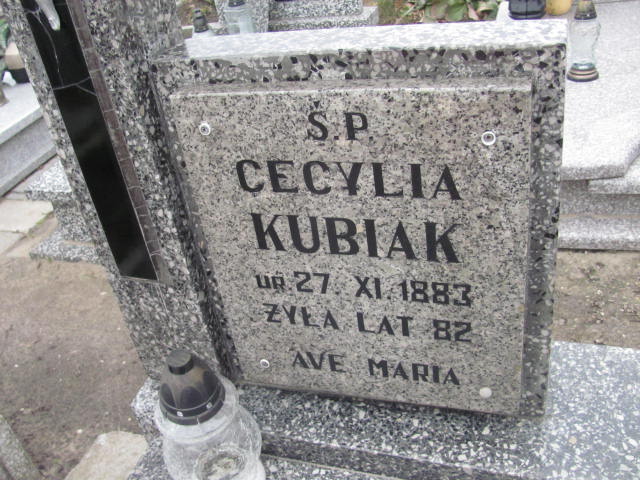 Ś.P.
CECYLIA
KUBIAK
UR. 27. XI. 1883
ŻYŁA LAT 82
AVE MARIA